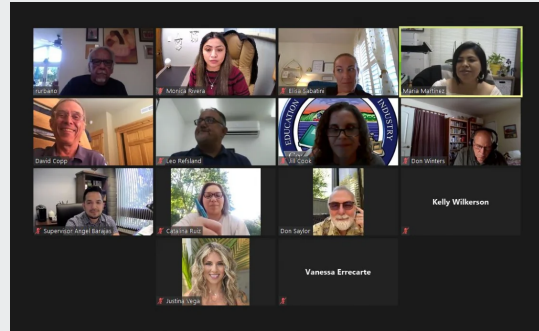 rurbano
Monica Rivera
Elisa Sabatini
Maria Martinez
EDUCATION
INDUSTRY
David Copp
Leo Refsland
Jill Cook
Don Winters
Supervisor Angel Barajas
Catalina Ruiz
Don Saylor
Kelly Wilkerson
Justina Vega
Vanessa Errecarte